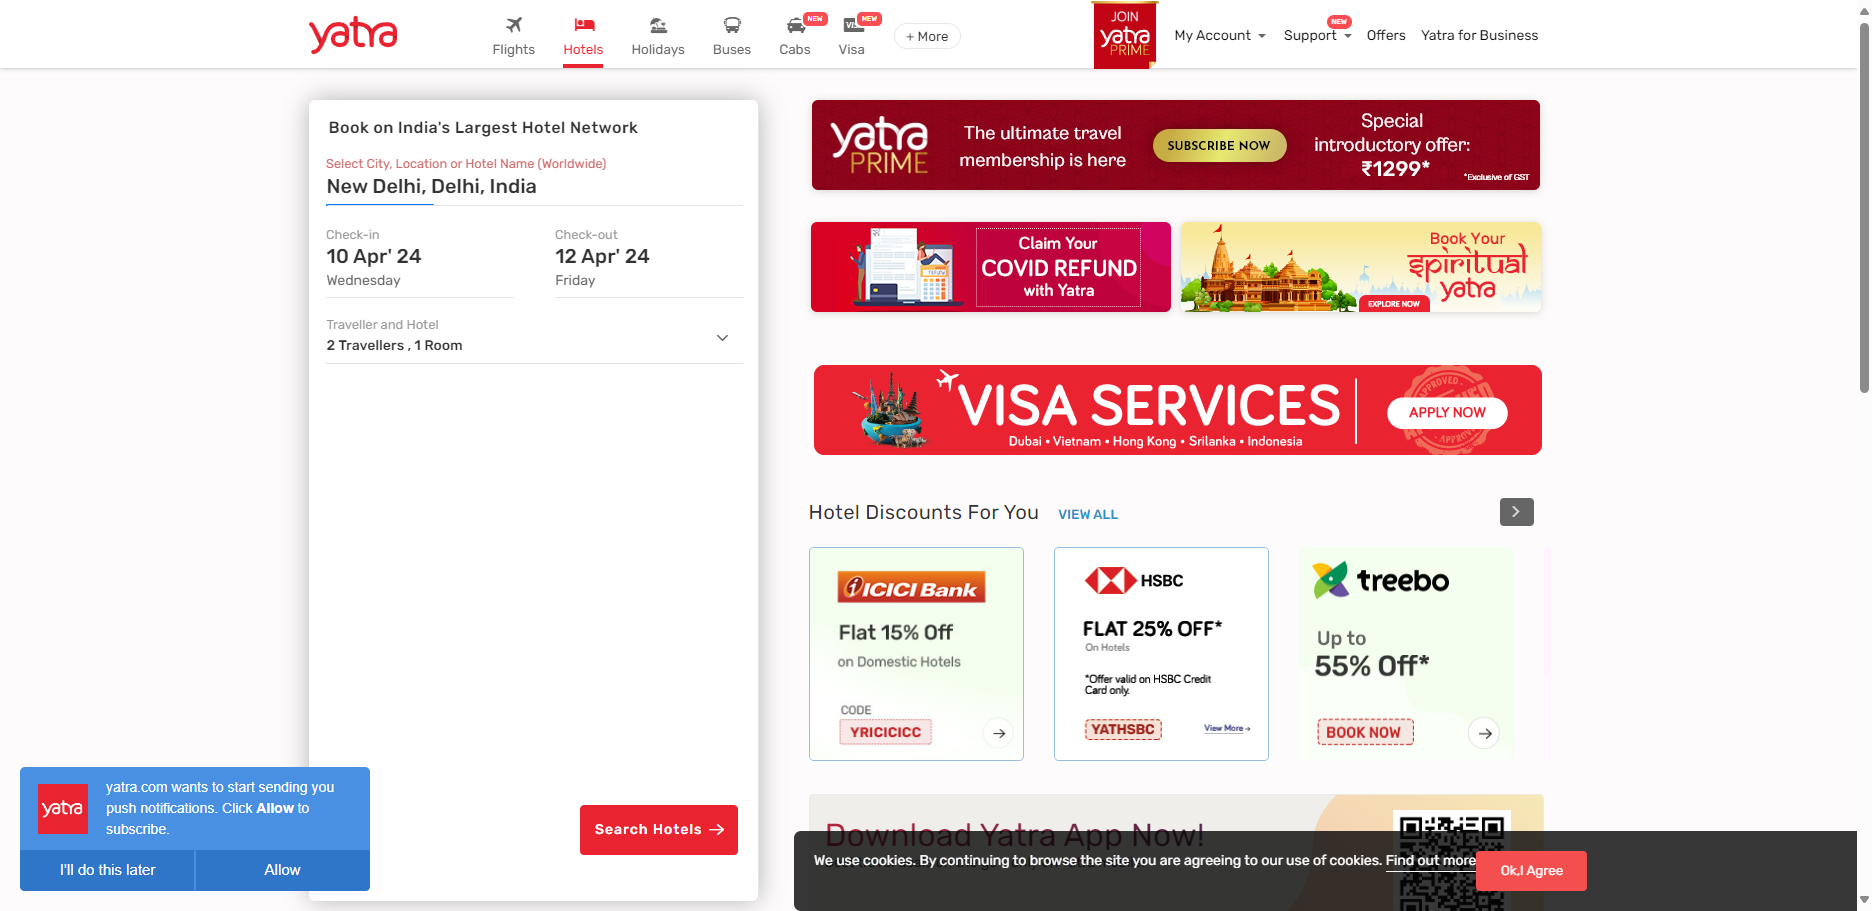 yatra
Flights
Hotels
Holidays
Buses
NEW
Cabs
NEW
Visa
+ More
JOIN
yatra
PRIME
My Account
NEW
Support
Offers
Yatra for Business
Book on India's Largest Hotel Network
Select City, Location or Hotel Name (Worldwide)
New Delhi, Delhi, India
Check-in
10 Apr' 24
Wednesday
Check-out
12 Apr' 24
Friday
Traveller and Hotel
2 Travellers , 1 Room
Search Hotels
yatra
PRIME
The ultimate travel
membership is here
SUBSCRIBE NOW
Special
introductory offer:
₹1299*
*Exclusive of GST
Claim Your
COVID REFUND
with Yatra
Book Your
spiritual
yatra
EXPLORE NOW
VISA SERVICES
Dubai • Vietnam • Hong Kong • Srilanka • Indonesia
APPROVED
APPLY NOW
Hotel Discounts For You
VIEW ALL
ICICI Bank
Flat 15% Off
on Domestic Hotels
CODE
YRICICICC
HSBC
FLAT 25% OFF*
On Hotels
*Offer valid on HSBC Credit
Card only.
YATHSBC
View More
treebo
Up to
55% Off*
BOOK NOW
Download Yatra App Now!
We use cookies. By continuing to browse the site you are agreeing to our use of cookies. Find out more
Ok,I Agree
yatra
yatra.com wants to start sending you
push notifications. Click Allow to
subscribe.
I'll do this later
Allow